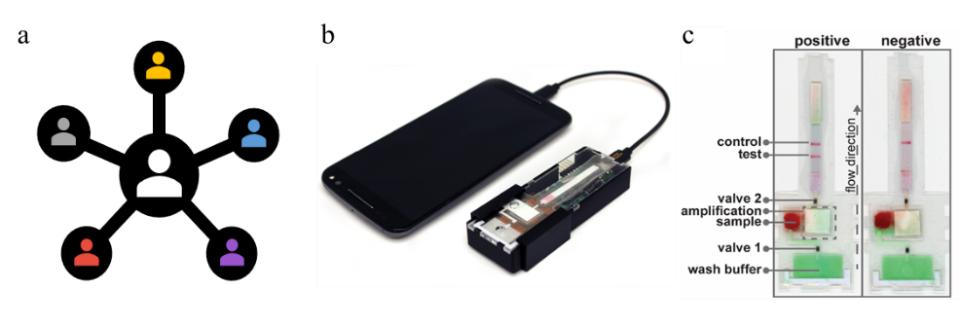 a
b
c
positive
negative
control
test
valve 2
amplification
sample
valve 1
wash buffer
flow direction